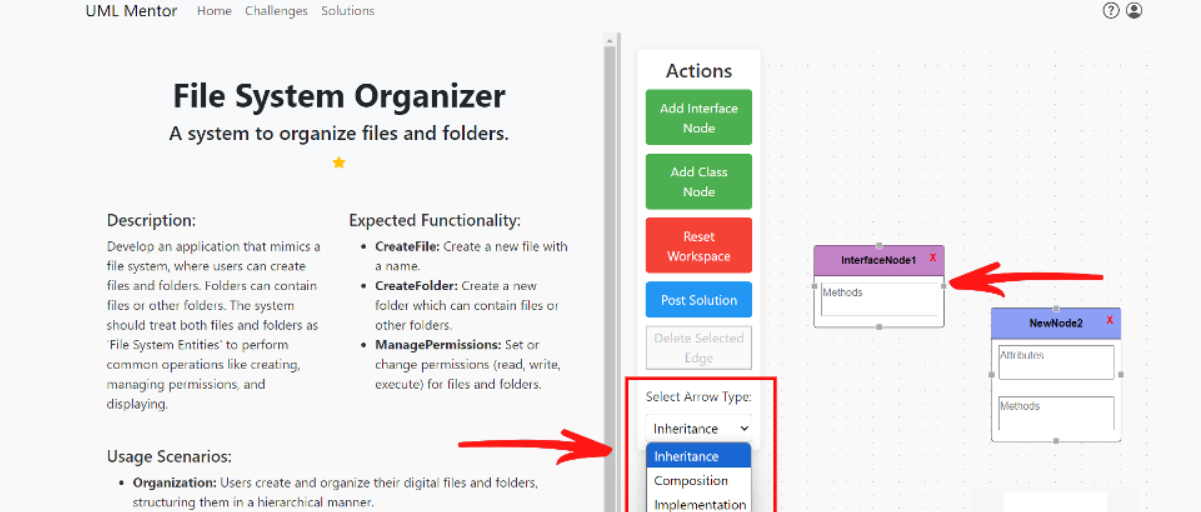 UML Mentor Home Challenges Solutions
File System Organizer
A system to organize files and folders.
Description:
Develop an application that mimics a
file system, where users can create
files and folders. Folders can contain
files or other folders. The system
should treat both files and folders as
'File System Entities' to perform
common operations like creating,
managing permissions, and
displaying.
Expected Functionality:
• CreateFile: Create a new file with
a name.
• CreateFolder: Create a new
folder which can contain files or
other folders.
• ManagePermissions: Set or
change permissions (read, write,
execute) for files and folders.
Usage Scenarios:
• Organization: Users create and organize their digital files and folders,
structuring them in a hierarchical manner.
Actions
Add Interface
Node
Add Class
Node
Reset
Workspace
Post Solution
Delete Selected
Edge
Select Arrow Type:
Inheritance
Inheritance
Composition
Implementation
InterfaceNode1 X
Methods
NewNode2 X
Attributes
Methods